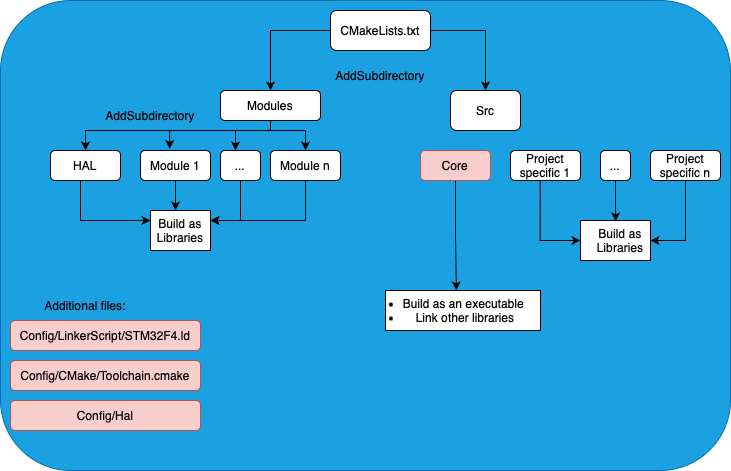 CMakeLists.txt
AddSubdirectory
Modules
Src
AddSubdirectory
HAL
Module 1
...
Module n
Core
Project
specific 1
...
Project
specific n
Build as
Libraries
Build as
Libraries
• Build as an executable
• Link other libraries
Additional files:
Config/LinkerScript/STM32F4.ld
Config/CMake/Toolchain.cmake
Config/Hal